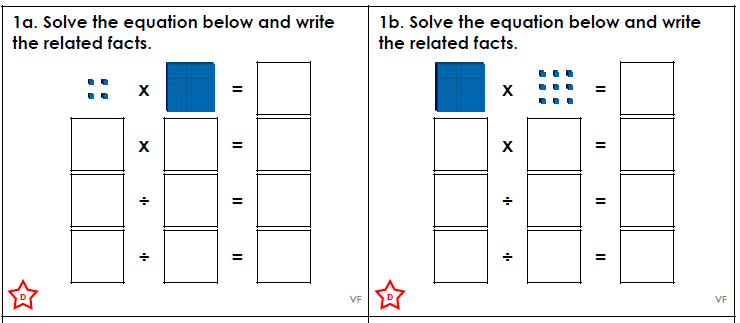 1a. Solve the equation below and write
the related facts.
x =
x =
÷ =
÷ =
D
VF
1b. Solve the equation below and write
the related facts.
x =
x =
÷ =
÷ =
D
VF